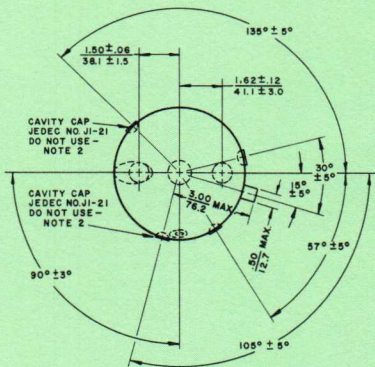 135° ± 5°
1.50 ± .06
38.1 ± 1.5
1.62 ± .12
41.1 ± 3.0
CAVITY CAP
JEDEC NO. J1-21
DO NOT USE-
NOTE 2
30°
± 5°
15°
± 5°
CAVITY CAP
JEDEC NO. J1-21
DO NOT USE-
NOTE 2
3.00 MAX.
76.2
.50 MAX.
12.7
57° ± 5°
90° ± 3°
105° ± 5°